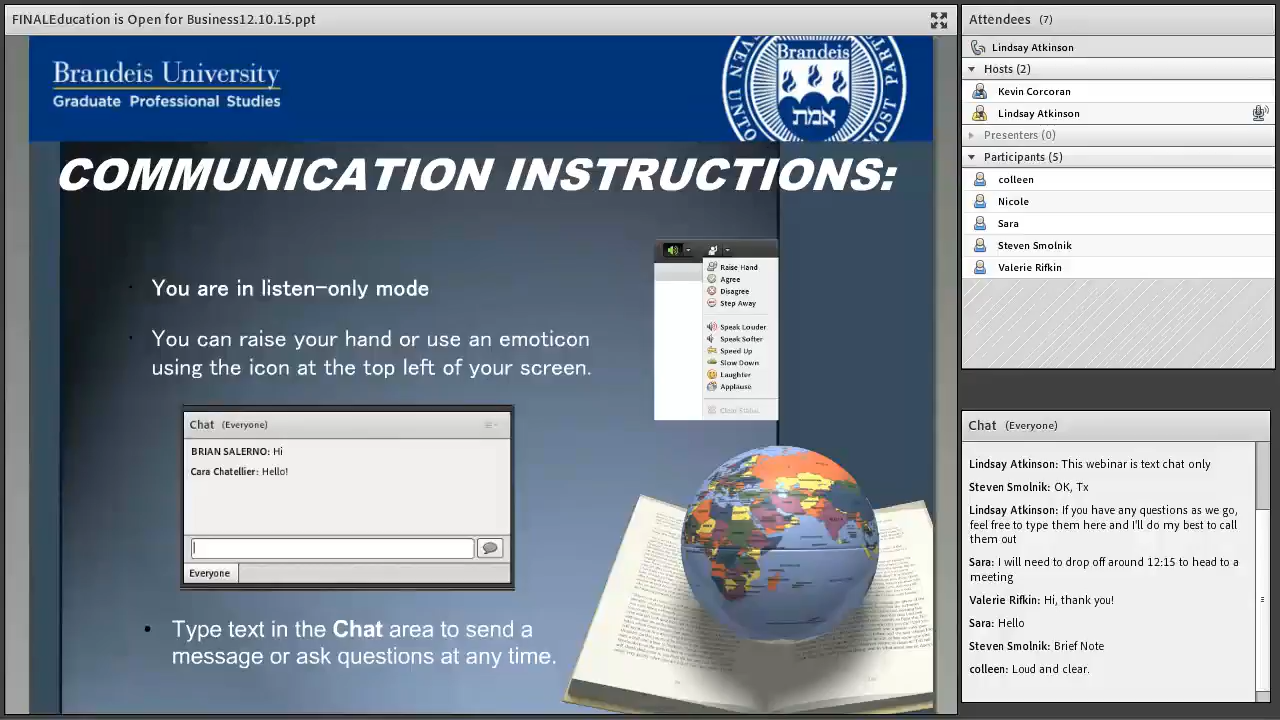 FINALEducation is Open for Business12.10.15.ppt
Brandeis University
Graduate Professional Studies
Brandeis
אמת
COMMUNICATION INSTRUCTIONS:
You are in listen-only mode
You can raise your hand or use an emoticon
using the icon at the top left of your screen.
Raise Hand
Agree
Disagree
Step Away
Speak Louder
Speak Softer
Speed Up
Slow Down
Laughter
Applause
Clear Status
Chat (Everyone)
BRIAN SALERNO: Hi
Cara Chatellier: Hello!
Everyone
• Type text in the Chat area to send a
message or ask questions at any time.
Attendees (7)
Lindsay Atkinson
Hosts (2)
Kevin Corcoran
Lindsay Atkinson
Presenters (0)
Participants (5)
colleen
Nicole
Sara
Steven Smolnik
Valerie Rifkin
Chat (Everyone)
Lindsay Atkinson: This webinar is text chat only
Steven Smolnik: OK, Tx
Lindsay Atkinson: If you have any questions as we go,
feel free to type them here and I'll do my best to call
them out
Sara: I will need to drop off around 12:55 to head to a
meeting
Valerie Rifkin: Hi, thank you!
Sara: Hello
Steven Smolnik: Brief Note
colleen: Loud and clear.